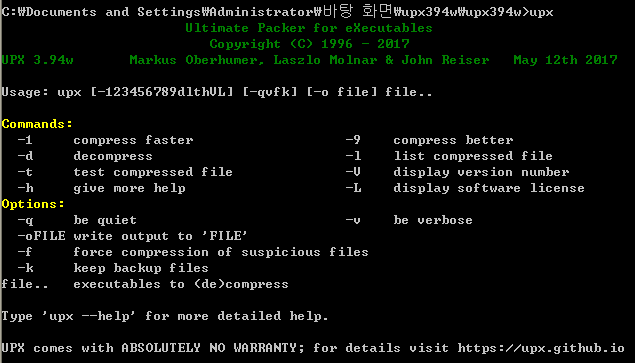 C:₩Documents and Settings₩Administrator₩바탕 화면₩upx394w₩upx394w>upx
Ultimate Packer for eXecutables
Copyright (C) 1996 - 2017
UPX 3.94w Markus Oberhumer, Laszlo Molnar & John Reiser May 12th 2017
Usage: upx [-123456789dlthVL] [-qvfk] [-o file] file..
Commands:
-1 compress faster -9 compress better
-d decompress -l list compressed file
-t test compressed file -V display version number
-h give more help -L display software license
Options:
-q be quiet -v be verbose
-oFILE write output to 'FILE'
-f force compression of suspicious files
-k keep backup files
file.. executables to (de)compress
Type 'upx --help' for more detailed help.
UPX comes with ABSOLUTELY NO WARRANTY; for details visit https://upx.github.io